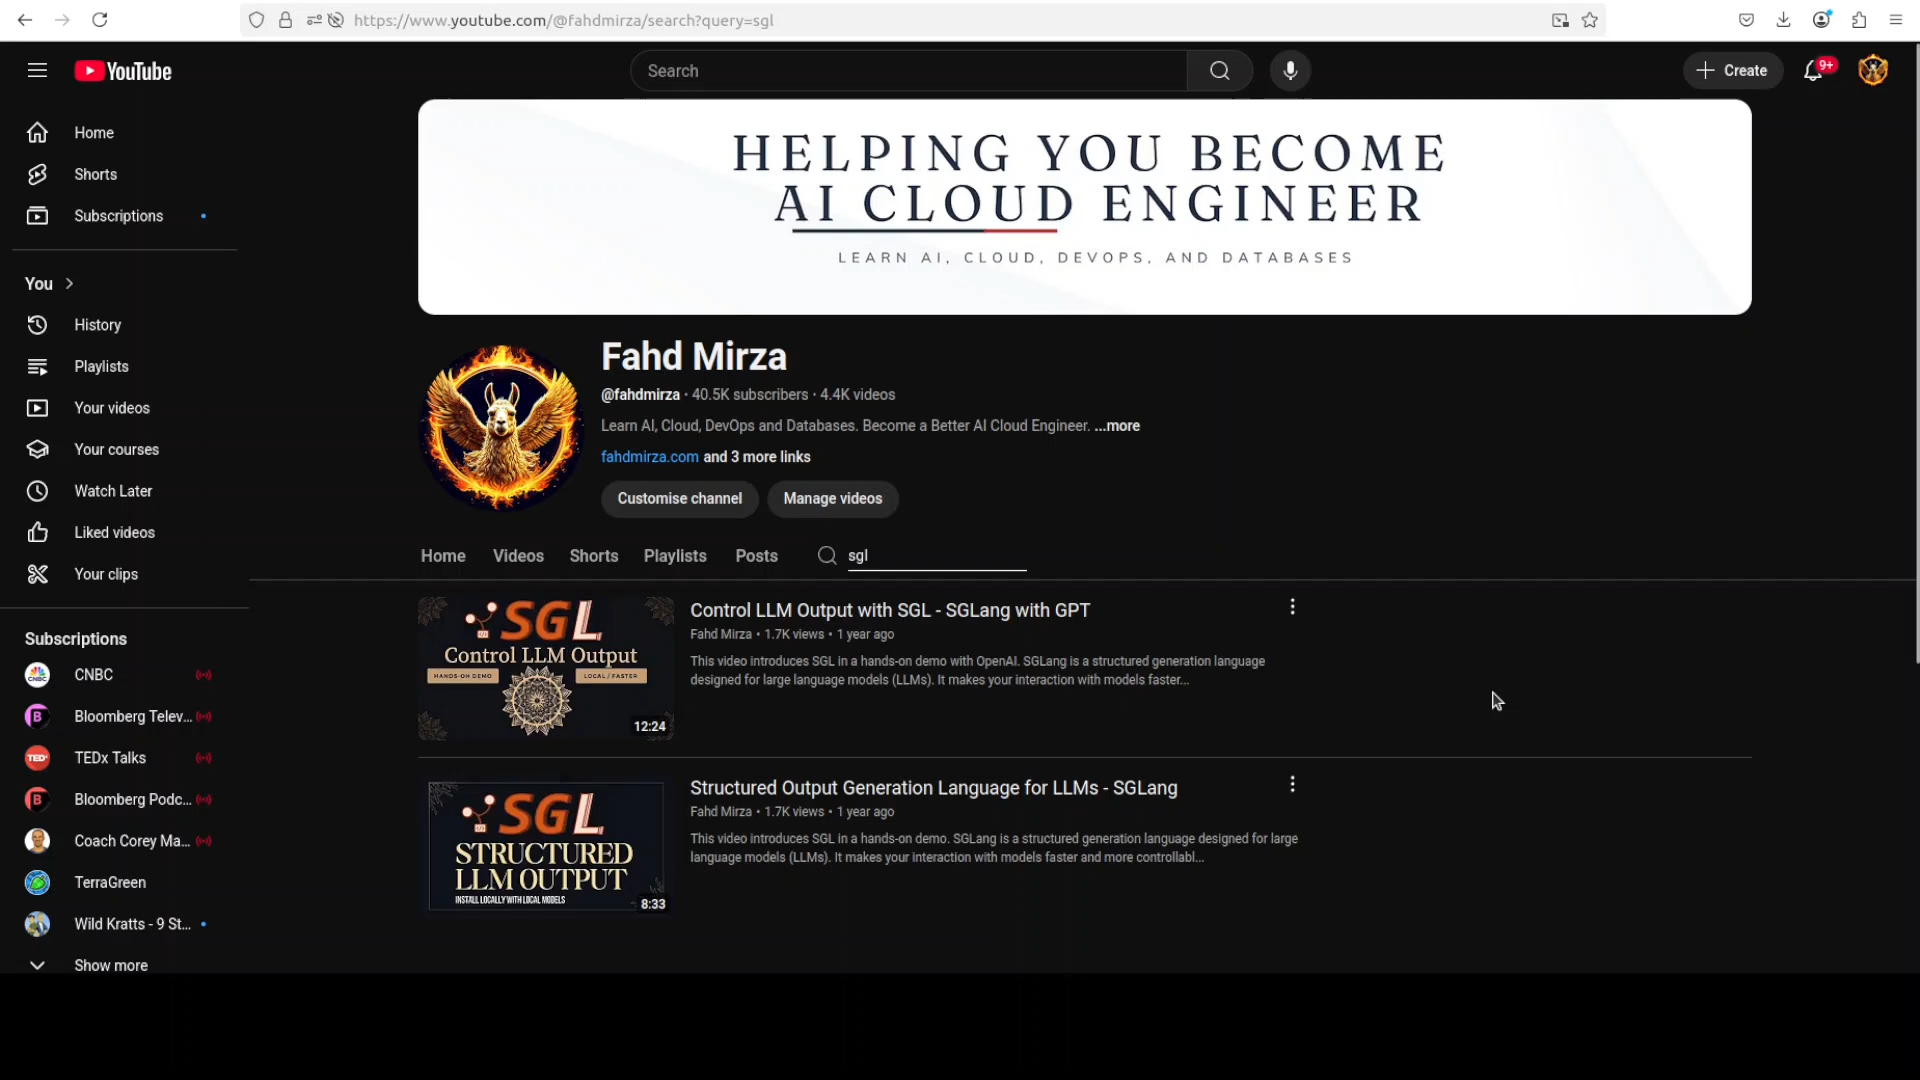 https://www.youtube.com/@fahdmirza/search?query=sgl
YouTube
Search
Create
9+
Home
Shorts
Subscriptions
You
History
Playlists
Your videos
Your courses
Watch Later
Liked videos
Your clips
Subscriptions
CNBC
Bloomberg Telev...
TEDx Talks
Bloomberg Podc...
Coach Corey Ma...
TerraGreen
Wild Kratts - 9 St...
Show more
HELPING YOU BECOME
AI CLOUD ENGINEER
LEARN AI, CLOUD, DEVOPS, AND DATABASES
Fahd Mirza
@fahdmirza • 40.5K subscribers • 4.4K videos
Learn AI, Cloud, DevOps and Databases. Become a Better AI Cloud Engineer. ...more
fahdmirza.com and 3 more links
Customise channel
Manage videos
Home
Videos
Shorts
Playlists
Posts
sgl
SGL
Control LLM Output
HANDS-ON DEMO
LOCAL / FASTER
12:24
Control LLM Output with SGL - SGLang with GPT
Fahd Mirza • 1.7K views • 1 year ago
This video introduces SGL in a hands-on demo with OpenAI. SGLang is a structured generation language
designed for large language models (LLMs). It makes your interaction with models faster...
SGL
STRUCTURED
LLM OUTPUT
INSTALL LOCALLY WITH LOCAL MODELS
8:33
Structured Output Generation Language for LLMs - SGLang
Fahd Mirza • 1.7K views • 1 year ago
This video introduces SGL in a hands-on demo. SGLang is a structured generation language designed for large
language models (LLMs). It makes your interaction with models faster and more controllabl...